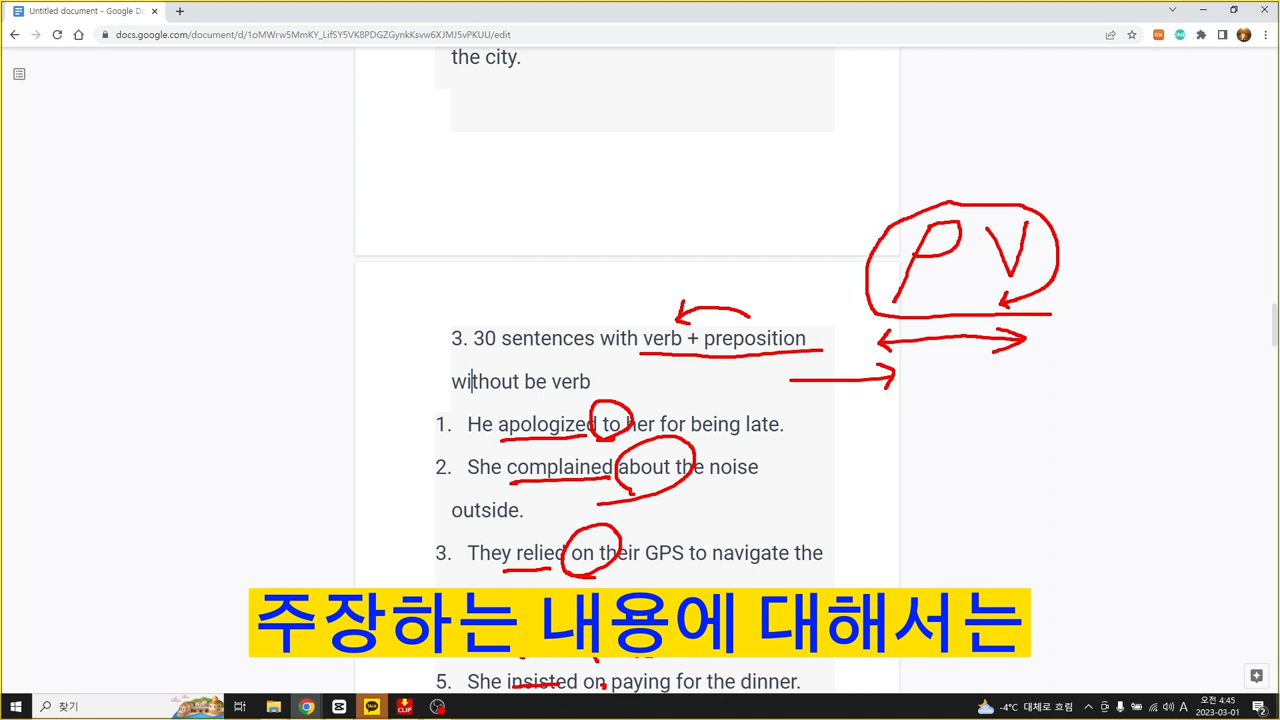 Untitled document - Google Do
docs.google.com/document/d/1oMWrw5MmKY_LifSY5VK8PDGZGynkKsvw6XJMJ5vPKUU/edit
the city.
P V
3. 30 sentences with verb + preposition
without be verb
1. He apologized to her for being late.
2. She complained about the noise
outside.
3. They relied on their GPS to navigate the
주장하는 내용에 대해서는
5. She insisted on paying for the dinner.
찾기
TALK
CLIP
-4°C 대체로 흐림
A
오전 4:45
2023-03-01
2